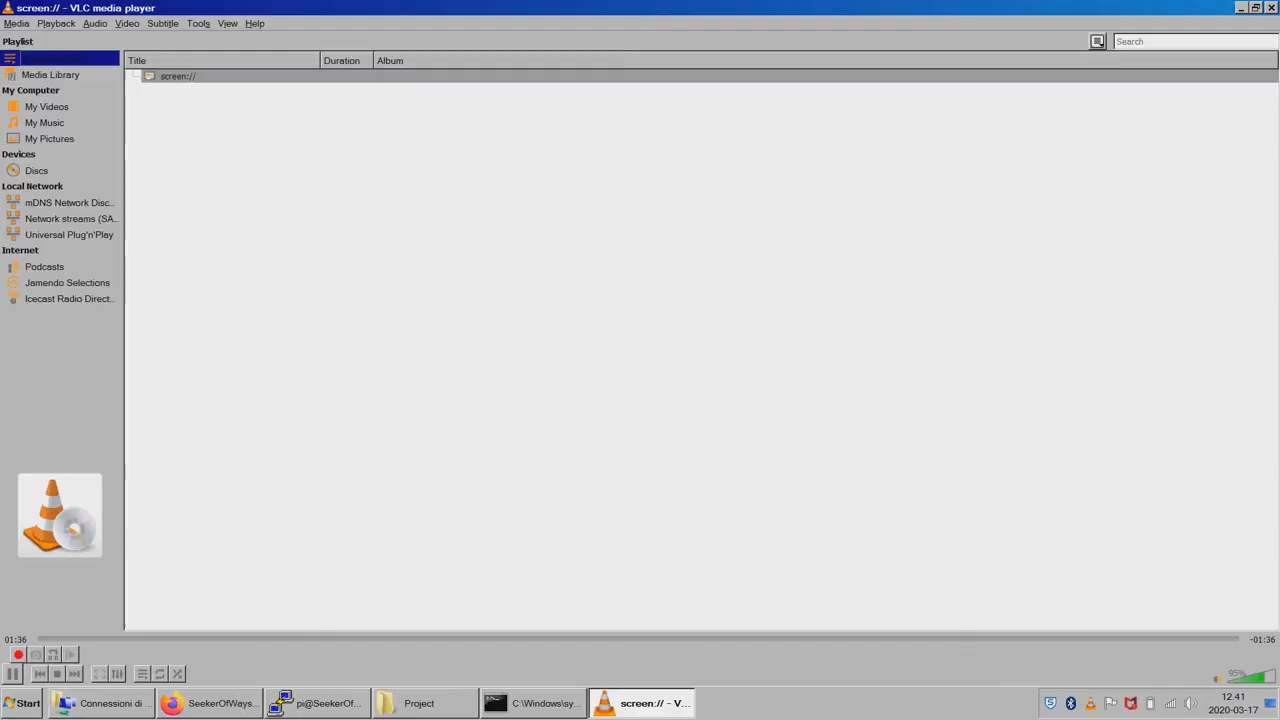 screen:// - VLC media player
Media Playback Audio Video Subtitle Tools View Help
Playlist
Search
Title Duration Album
screen://
Media Library
My Computer
My Videos
My Music
My Pictures
Devices
Discs
Local Network
mDNS Network Disc...
Network streams (SA...
Universal Plug'n'Play
Internet
Podcasts
Jamendo Selections
Icecast Radio Direct...
01:36 -01:36
95%
Start Connessioni di ... SeekerOfWays... pi@SeekerOf... Project C:\Windows\sy... screen:// - V...
12.41
2020-03-17